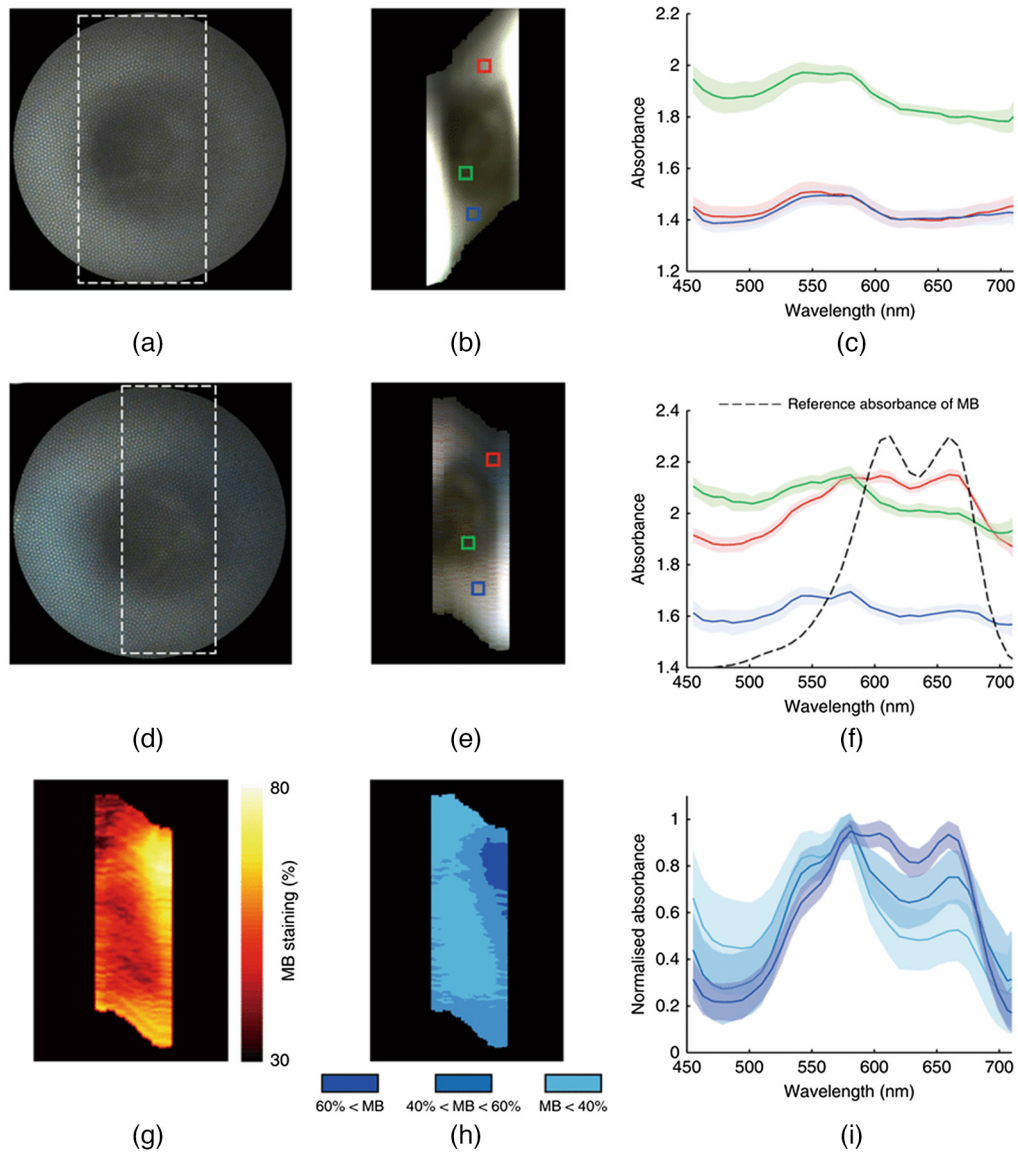 2.2
2
1.8
1.6
1.4
1.2
Absorbance
450 500 550 600 650 700
Wavelength (nm)
(a) (b) (c)
Reference absorbance of MB
2.4
2.2
2
1.8
1.6
1.4
Absorbance
450 500 550 600 650 700
Wavelength (nm)
(d) (e) (f)
80
MB staining (%)
30
60% < MB 40% < MB < 60% MB < 40%
1
0.8
0.6
0.4
0.2
0
Normalised absorbance
450 500 550 600 650 700
Wavelength (nm)
(g) (h) (i)